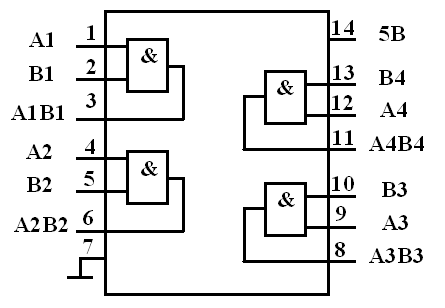 A1 1 & 14 5B
B1 2 13 B4
A1B1 3 & 12 A4
11 A4B4
A2 4 &
B2 5 10 B3
A2B2 6 & 9 A3
7 8 A3B3